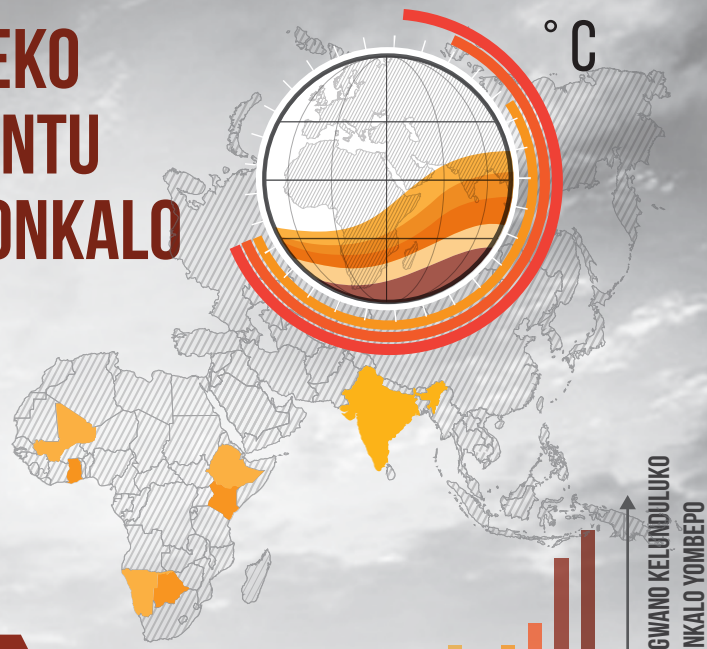 EKO
NTU
ONKALO
°C
GWANO KELUNDULUKO
NKALO YOMBEPO